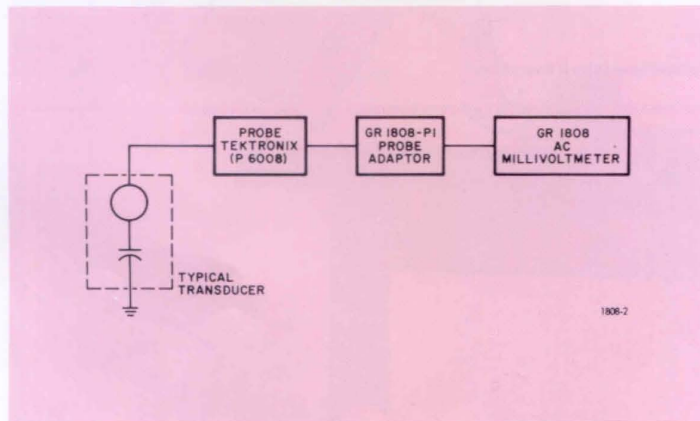 PROBE
TEKTRONIX
(P 6008)
GR 1808-P1
PROBE
ADAPTOR
GR 1808
AC
MILLIVOLTMETER
TYPICAL
TRANSDUCER
1808-2